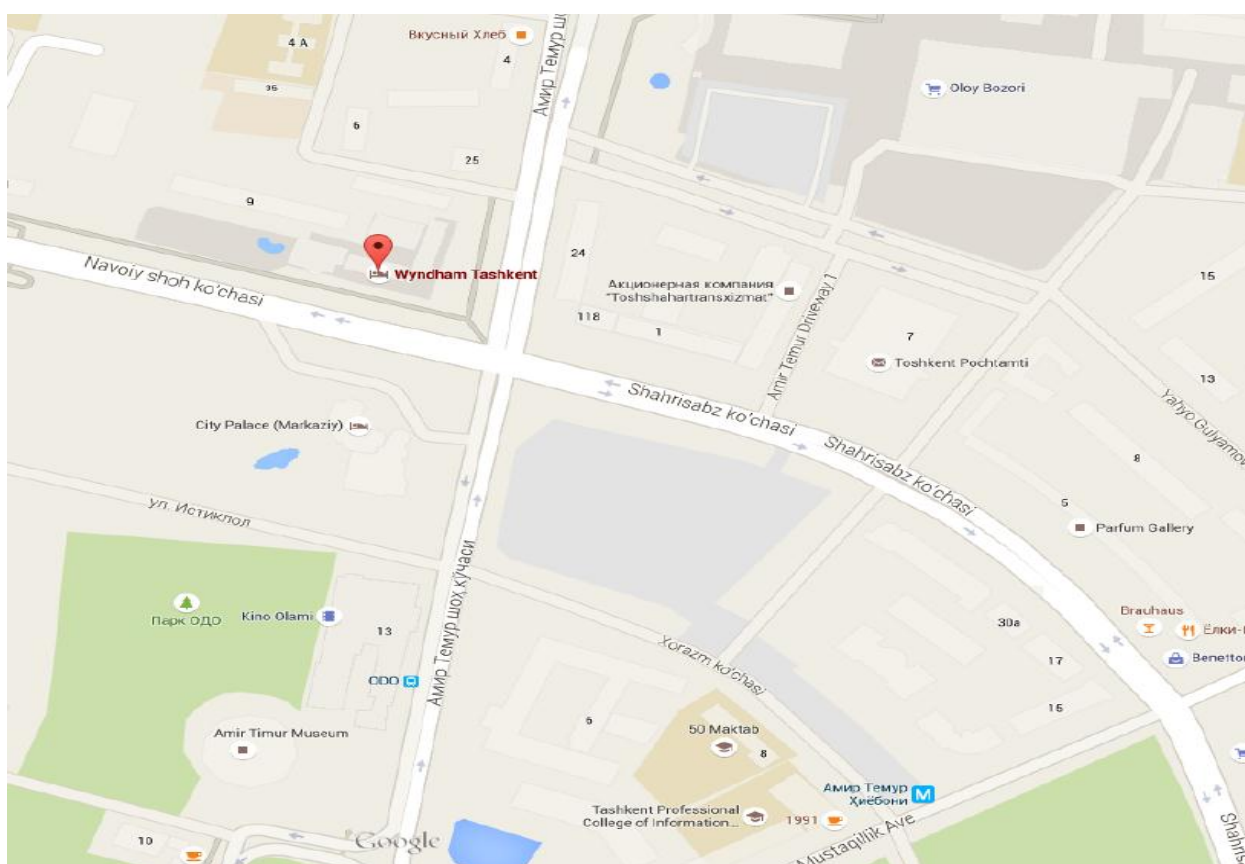 Вкусный Хлеб
4 А
4
Амир Темур шо
35
6
25
Oloy Bozori
9
Wyndham Tashkent
Navoiy shoh ko'chasi
24
Акционерная компания
"Toshshahartransxizmat"
118
1
Amir Temur Driveway 1
7
Toshkent Pochtamti
15
13
Yahyo Gulyamov
Shahrisabz ko'chasi
Shahrisabz ko'chasi
City Palace (Markaziy)
8
5
Parfum Gallery
ул. Истиклол
Амир Темур шоҳ кўчаси
Парк ОДО
Kino Olami
13
ODO
Xorazm ko'chasi
Brauhaus
Ёлки-
Benetton
30a
17
15
Amir Timur Museum
6
50 Maktab
8
Амир Темур
Ҳиёбони
M
Tashkent Professional
College of Information...
1991
Mustaqillik Ave
Shahris
10
Google